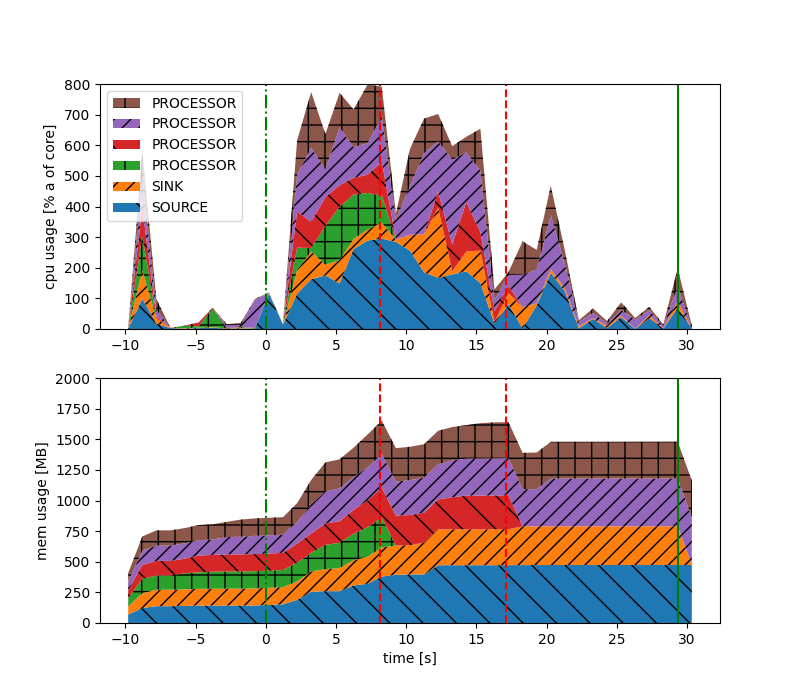 800
700
600
500
400
300
200
100
0
cpu usage [% a of core]
PROCESSOR
PROCESSOR
PROCESSOR
PROCESSOR
SINK
SOURCE
−10 −5 0 5 10 15 20 25 30
2000
1750
1500
1250
1000
750
500
250
0
mem usage [MB]
−10 −5 0 5 10 15 20 25 30
time [s]